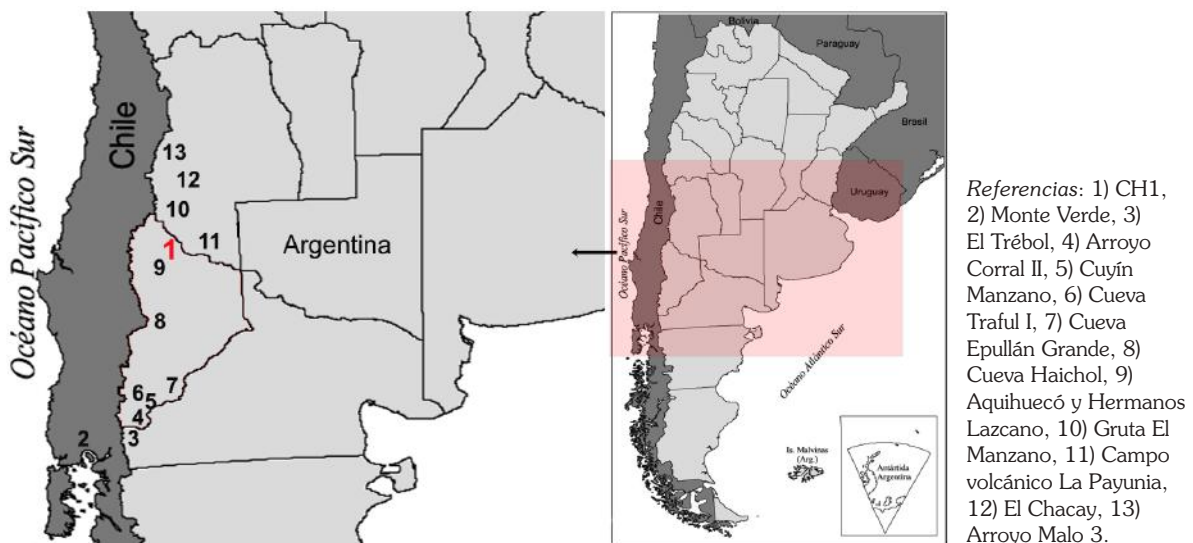 Océano Pacífico Sur
Chile
13
12
10
1
11
9
8
7
6
5
4
3
2
Argentina
Bolivia
Paraguay
Brasil
Uruguay
Chile
Océano Pacífico Sur
Océano Atlántico Sur
Is. Malvinas
(Arg.)
Antártida
Argentina
Referencias: 1) CH1,
2) Monte Verde, 3)
El Trébol, 4) Arroyo
Corral II, 5) Cuyín
Manzano, 6) Cueva
Traful I, 7) Cueva
Epullán Grande, 8)
Cueva Haichol, 9)
Aquihuecó y Hermanos
Lazcano, 10) Gruta El
Manzano, 11) Campo
volcánico La Payunia,
12) El Chacay, 13)
Arroyo Malo 3.